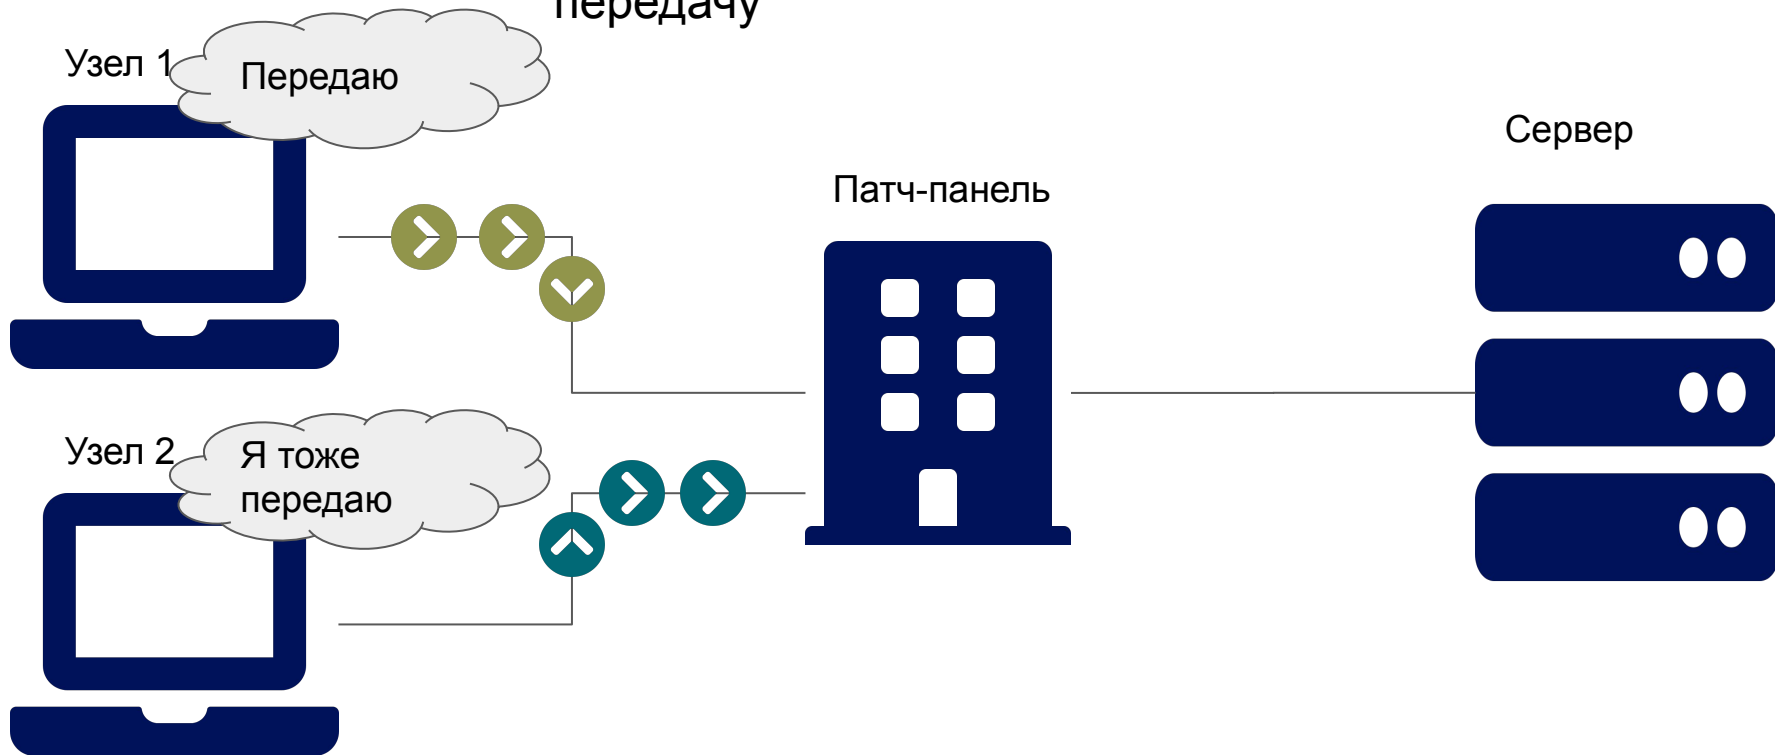 передачу
Узел 1
Передаю
Сервер
Патч-панель
Узел 2
Я тоже
передаю